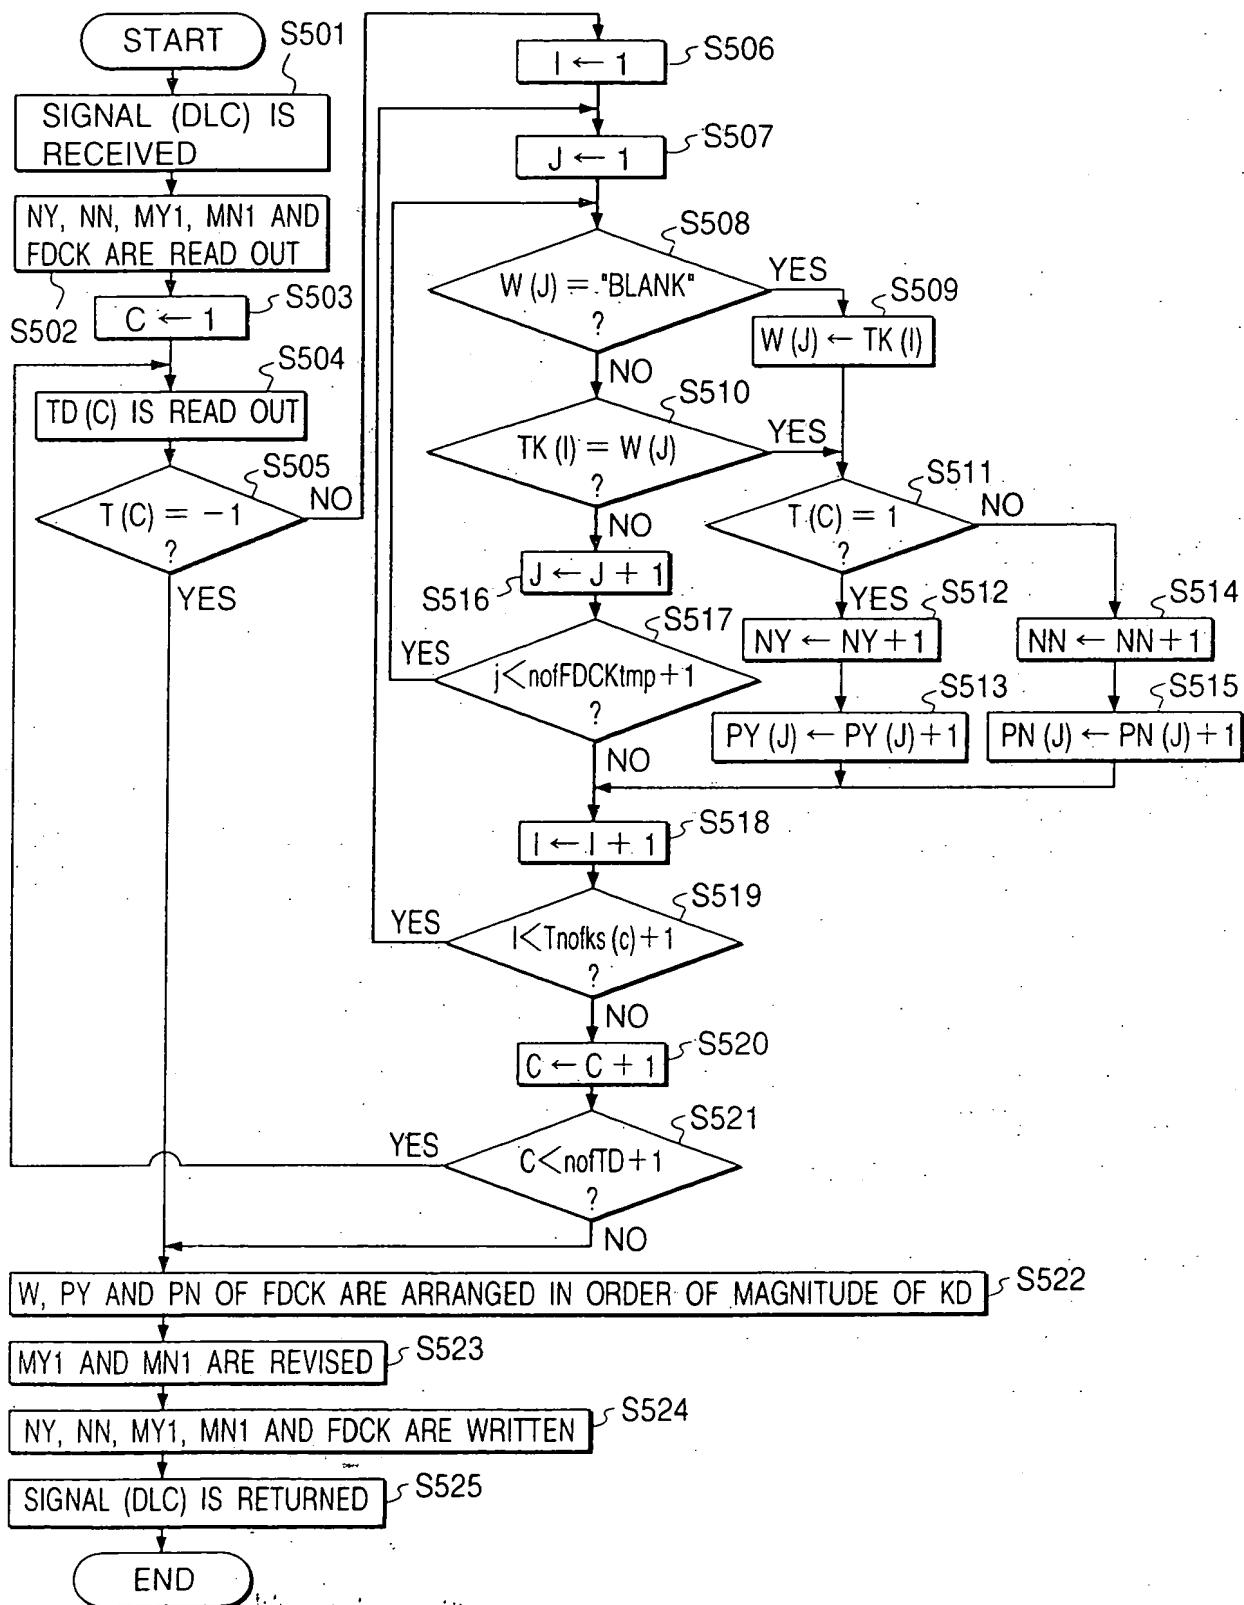 START
S501
SIGNAL (DLC) IS
RECEIVED
NY, NN, MY1, MN1 AND
FDCK ARE READ OUT
S502
C ← 1
S503
S504
TD (C) IS READ OUT
S505
T (C) = −1
?
NO
YES
I ← 1
S506
J ← 1
S507
S508
W (J) = "BLANK"
?
YES
NO
S509
W (J) ← TK (I)
S510
TK (I) = W (J)
?
YES
NO
S511
T (C) = 1
?
NO
YES
S512
NY ← NY + 1
S513
PY (J) ← PY (J) + 1
S514
NN ← NN + 1
S515
PN (J) ← PN (J) + 1
S516
J ← J + 1
S517
j < nofFDCKtmp + 1
?
YES
NO
S518
I ← I + 1
S519
I < Tnofks (c) + 1
?
YES
NO
S520
C ← C + 1
S521
C < nofTD + 1
?
YES
NO
W, PY AND PN OF FDCK ARE ARRANGED IN ORDER OF MAGNITUDE OF KD
S522
MY1 AND MN1 ARE REVISED
S523
NY, NN, MY1, MN1 AND FDCK ARE WRITTEN
S524
SIGNAL (DLC) IS RETURNED
S525
END